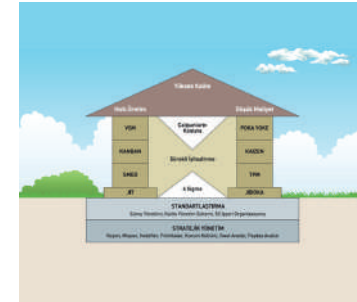 Yüksek Kalite
Hızlı Üretim
Düşük Maliyet
Çalışanların
Katılımı
VSM
POKA YOKE
KANBAN
KAIZEN
Sürekli İyileştirme
SMED
TPM
6 Sigma
JIT
JIDOKA
STANDARTLAŞTIRMA
STRATEJİK YÖNETİM